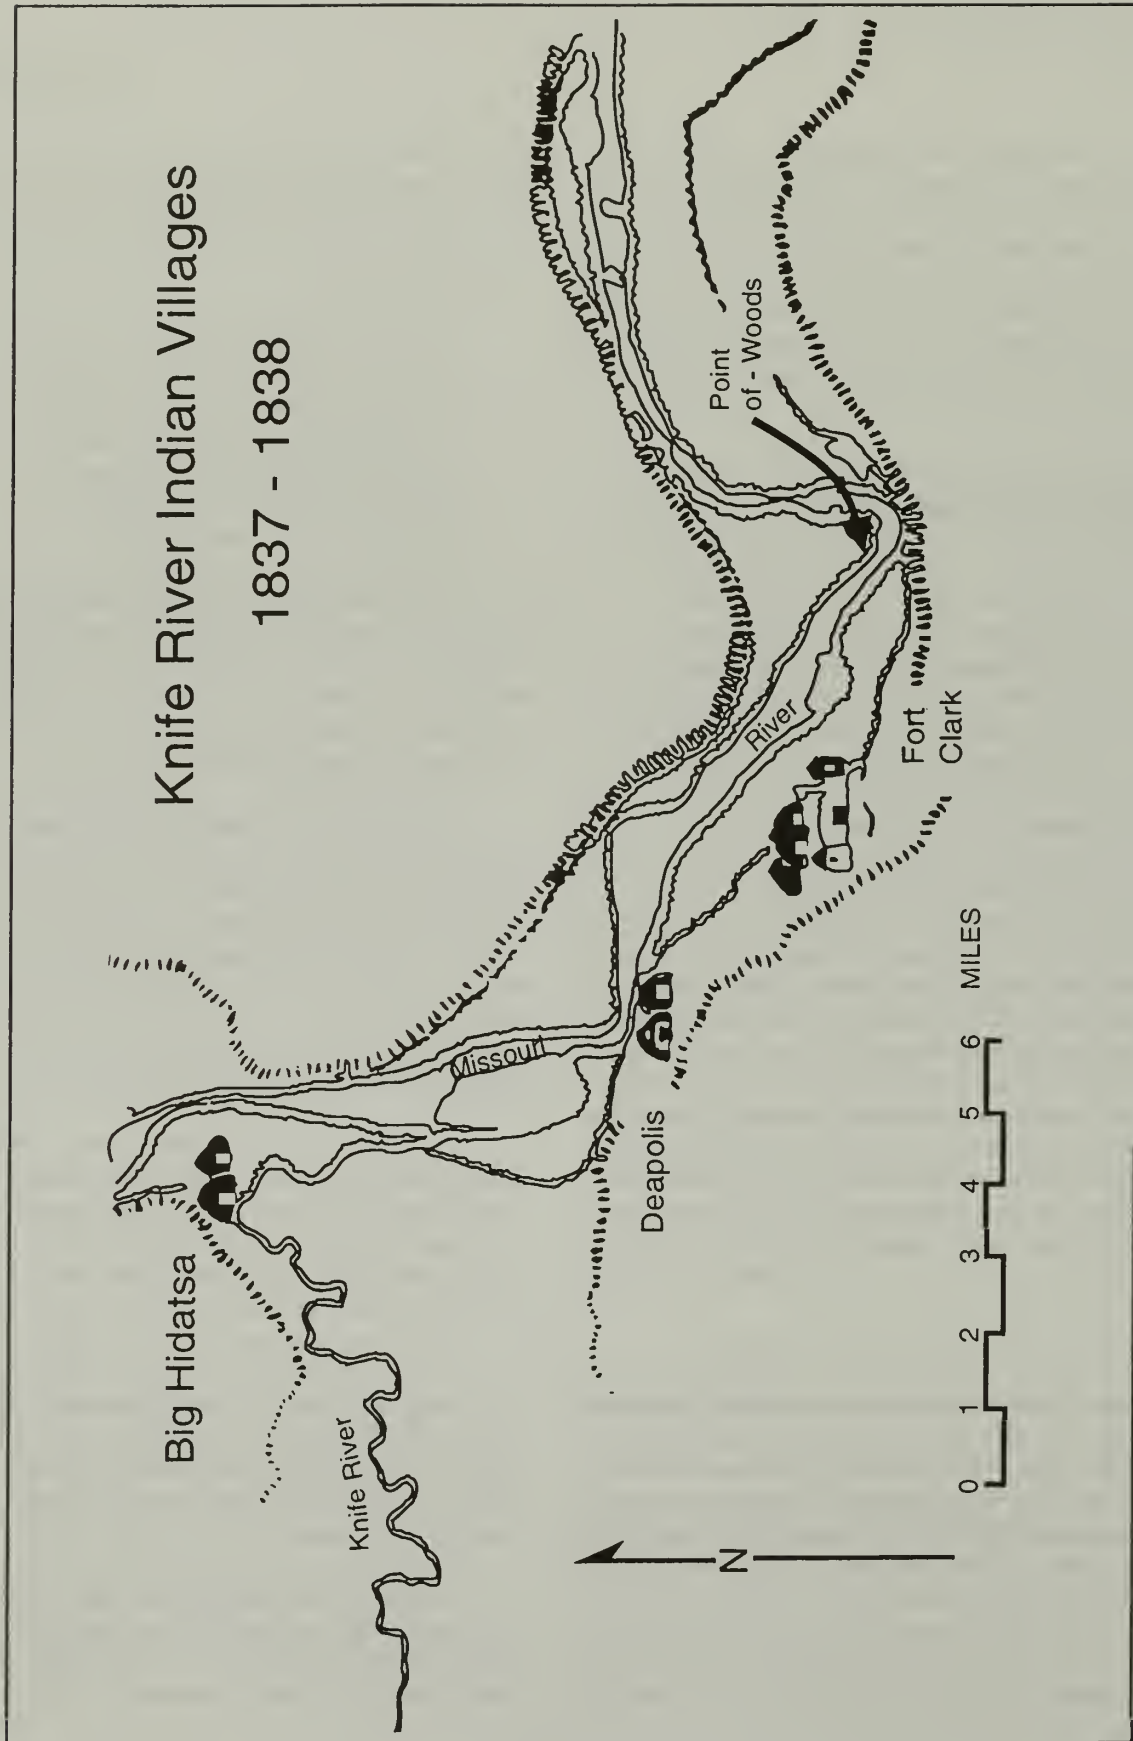 Knife River Indian Villages
1837 - 1838
Big Hidatsa
Knife River
Missouri
River
Point
of - Woods
Deapolis
Fort
Clark
N
0 1 2 3 4 5 6 MILES